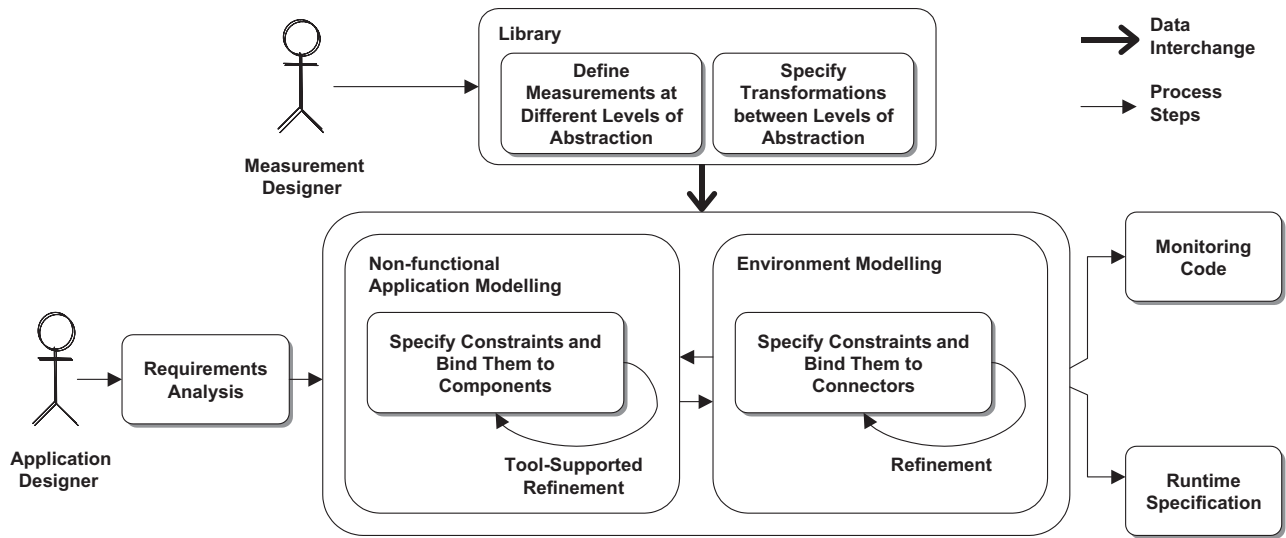 Library
Define
Measurements at
Different Levels of
Abstraction
Specify
Transformations
between Levels of
Abstraction
Data
Interchange
Process
Steps
Measurement
Designer
Non-functional
Application Modelling
Specify Constraints and
Bind Them to
Components
Tool-Supported
Refinement
Environment Modelling
Specify Constraints and
Bind Them to
Connectors
Refinement
Monitoring
Code
Requirements
Analysis
Application
Designer
Runtime
Specification